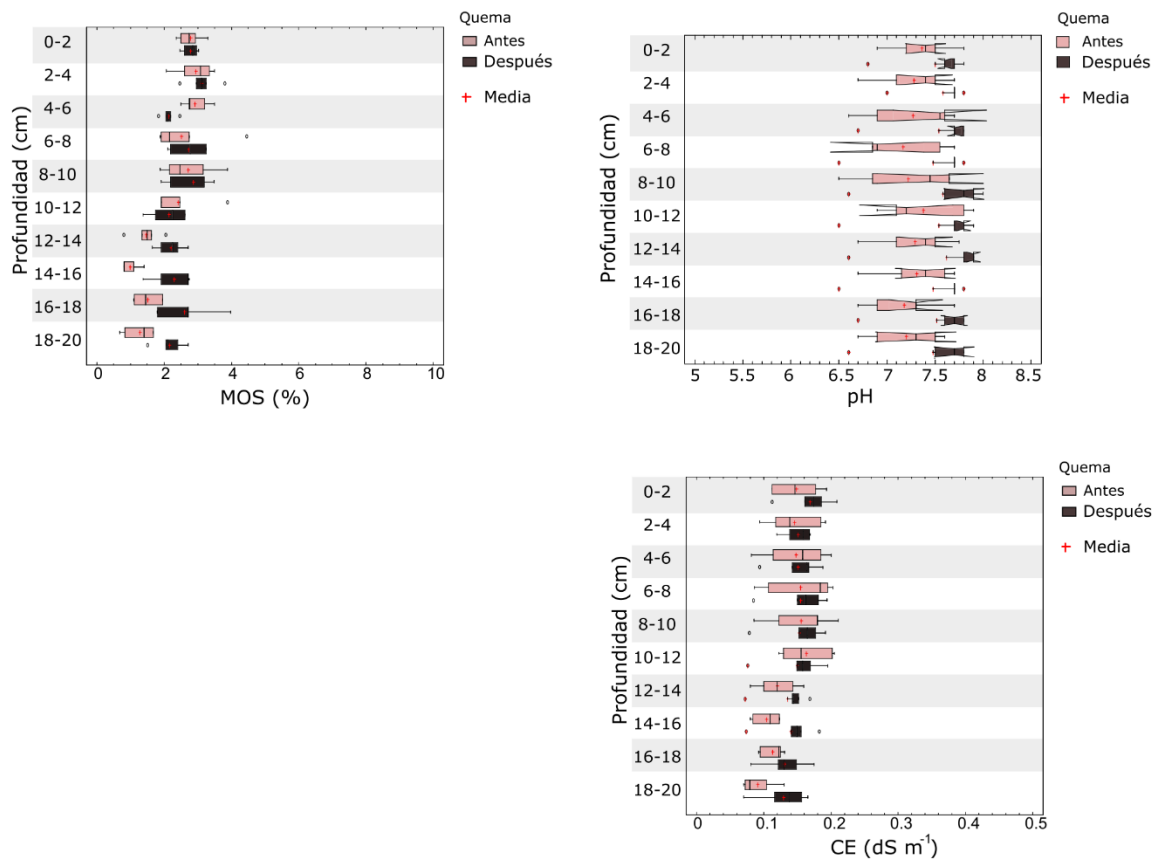 Quema
Antes
Después
Media
Profundidad (cm)
0-2
2-4
4-6
6-8
8-10
10-12
12-14
14-16
16-18
18-20
0 2 4 6 8 10
MOS (%)
Quema
Antes
Después
Media
Profundidad (cm)
0-2
2-4
4-6
6-8
8-10
10-12
12-14
14-16
16-18
18-20
5 5.5 6 6.5 7 7.5 8 8.5
pH
Quema
Antes
Después
Media
Profundidad (cm)
0-2
2-4
4-6
6-8
8-10
10-12
12-14
14-16
16-18
18-20
0 0.1 0.2 0.3 0.4 0.5
CE (dS m⁻¹)